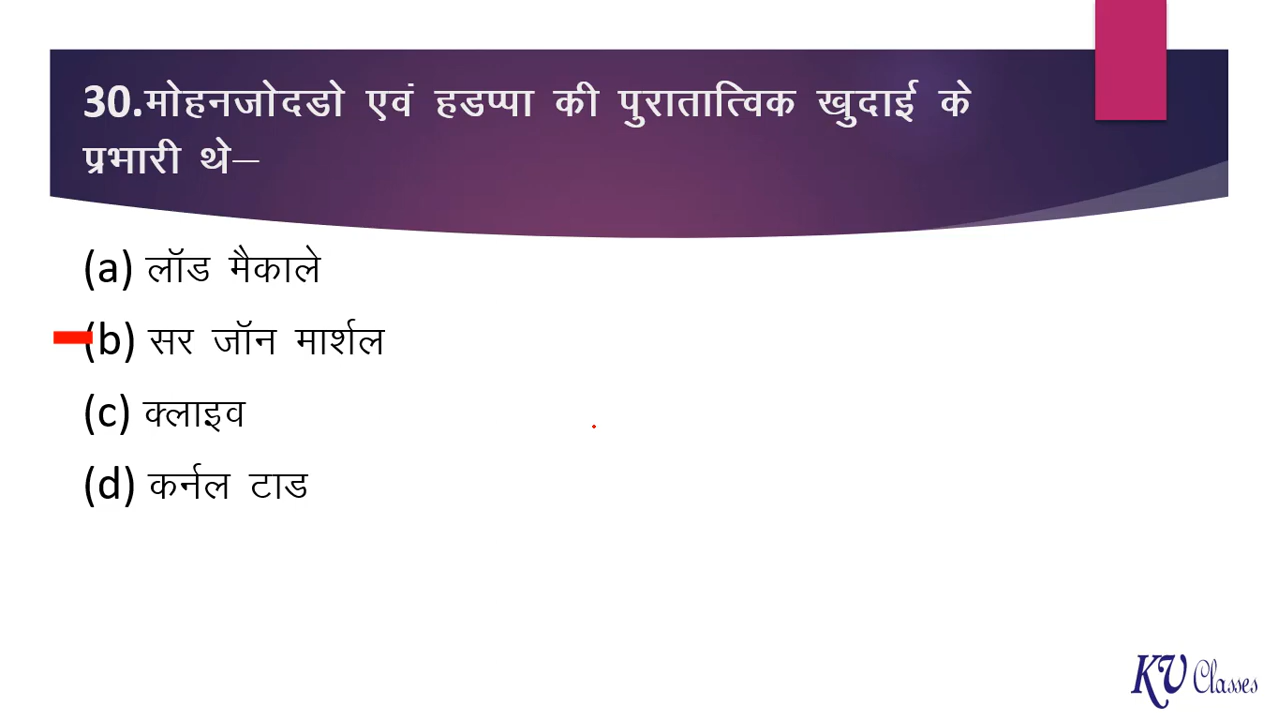 30.मोहनजोदडो एवं हडप्पा की पुरातात्विक खुदाई के
प्रभारी थे–
(a) लॉड मैकाले
(b) सर जॉन मार्शल
(c) क्लाइव
(d) कर्नल टाड
KV Classes